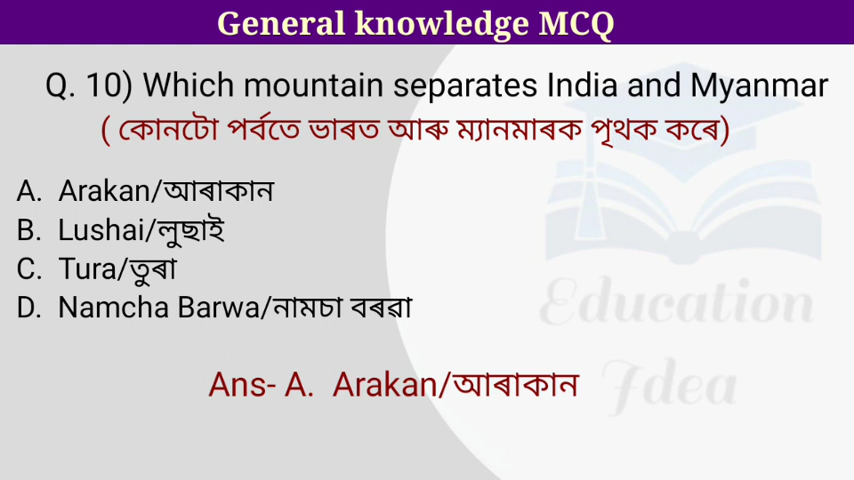 General knowledge MCQ
Q. 10) Which mountain separates India and Myanmar
( কোনটো পৰ্বতে ভাৰত আৰু ম্যানমাৰক পৃথক কৰে)
A. Arakan/আৰাকান
B. Lushai/লুছাই
C. Tura/তুৰা
D. Namcha Barwa/নামচা বৰৱা
Education
Idea
Ans- A. Arakan/আৰাকান